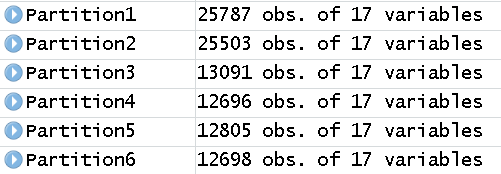 Partition1 25787 obs. of 17 variables
Partition2 25503 obs. of 17 variables
Partition3 13091 obs. of 17 variables
Partition4 12696 obs. of 17 variables
Partition5 12805 obs. of 17 variables
Partition6 12698 obs. of 17 variables